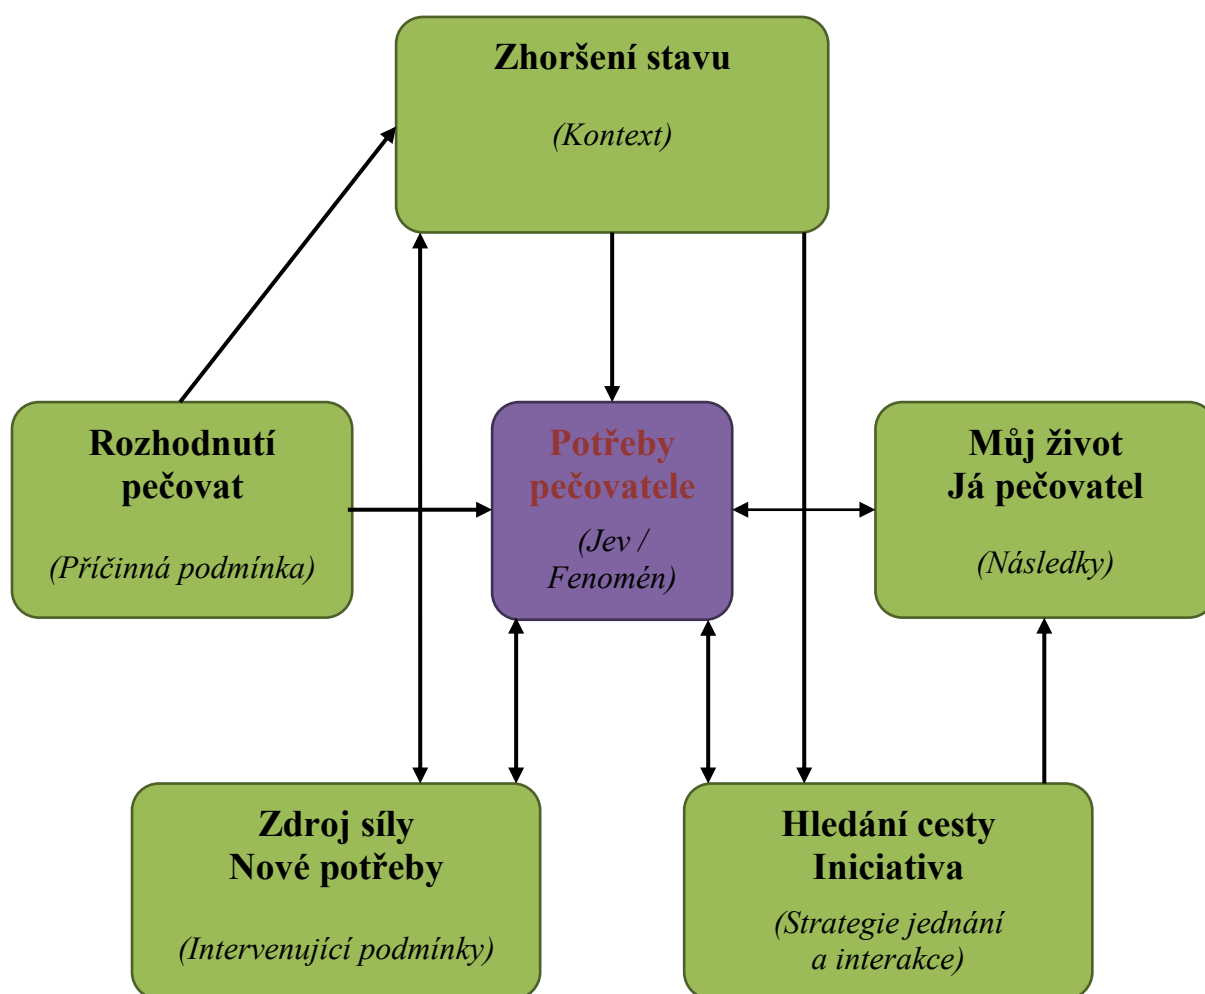 Zhoršení stavu
(Kontext)
Rozhodnutí
pečovat
(Příčinná podmínka)
Potřeby
pečovatele
(Jev /
Fenomén)
Můj život
Já pečovatel
(Následky)
Zdroj síly
Nové potřeby
(Intervenující podmínky)
Hledání cesty
Iniciativa
(Strategie jednání
a interakce)